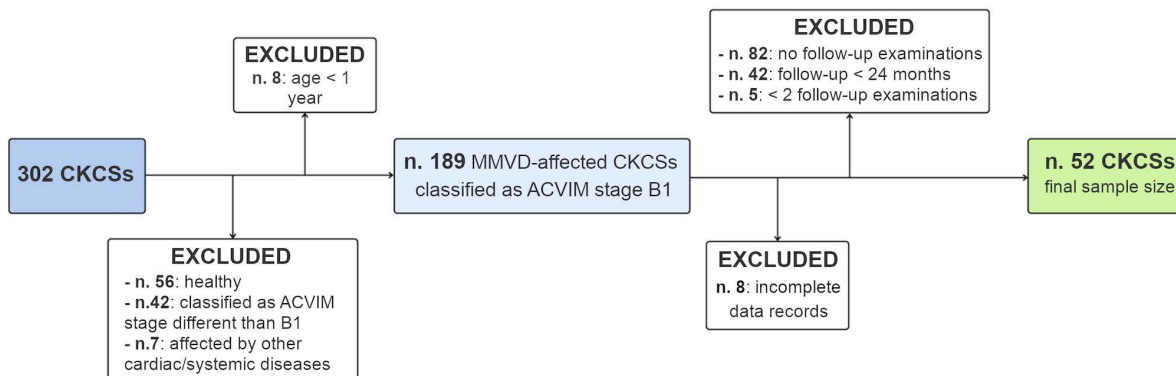 EXCLUDED
n. 8: age < 1
year
EXCLUDED
- n. 82: no follow-up examinations
- n. 42: follow-up < 24 months
- n. 5: < 2 follow-up examinations
302 CKCSs
n. 189 MMVD-affected CKCSs
classified as ACVIM stage B1
n. 52 CKCSs
final sample size
EXCLUDED
- n. 56: healthy
- n.42: classified as ACVIM
stage different than B1
- n.7: affected by other
cardiac/systemic diseases
EXCLUDED
n. 8: incomplete
data records